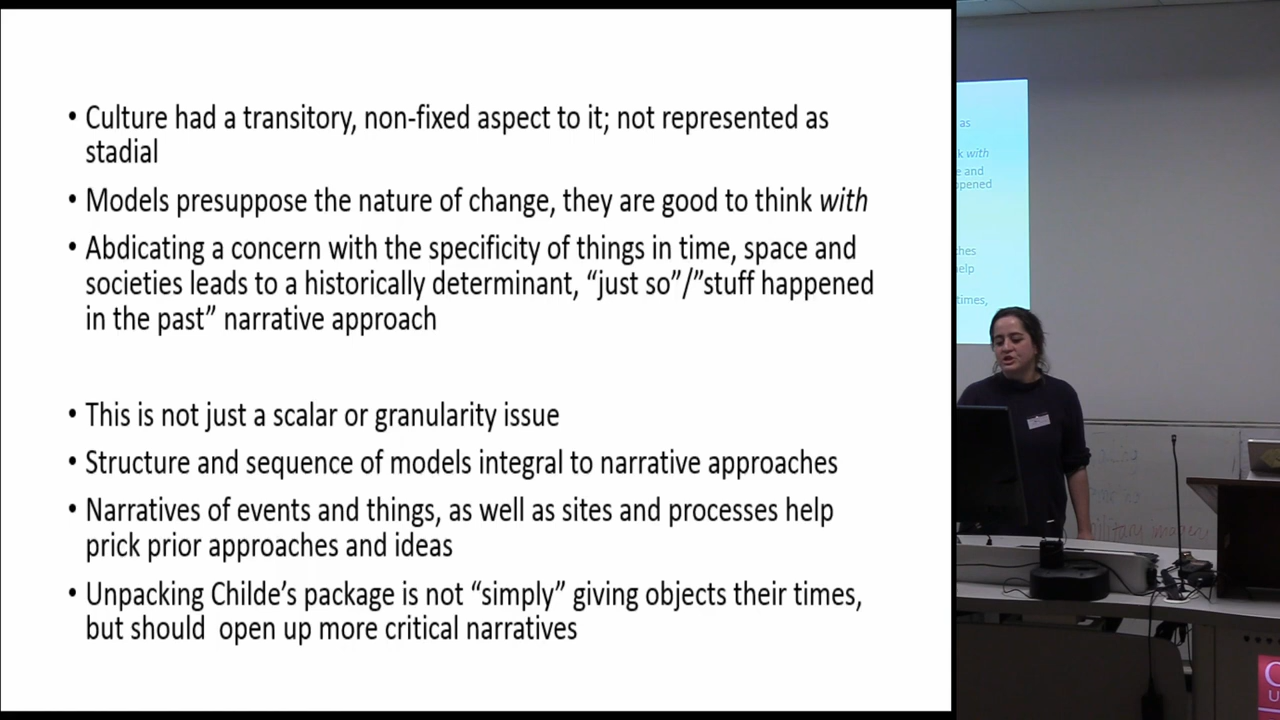 • Culture had a transitory, non-fixed aspect to it; not represented as
stadial
• Models presuppose the nature of change, they are good to think with
• Abdicating a concern with the specificity of things in time, space and
societies leads to a historically determinant, “just so”/”stuff happened
in the past” narrative approach
• This is not just a scalar or granularity issue
• Structure and sequence of models integral to narrative approaches
• Narratives of events and things, as well as sites and processes help
prick prior approaches and ideas
• Unpacking Childe’s package is not “simply” giving objects their times,
but should  open up more critical narratives
as
with
and
times,